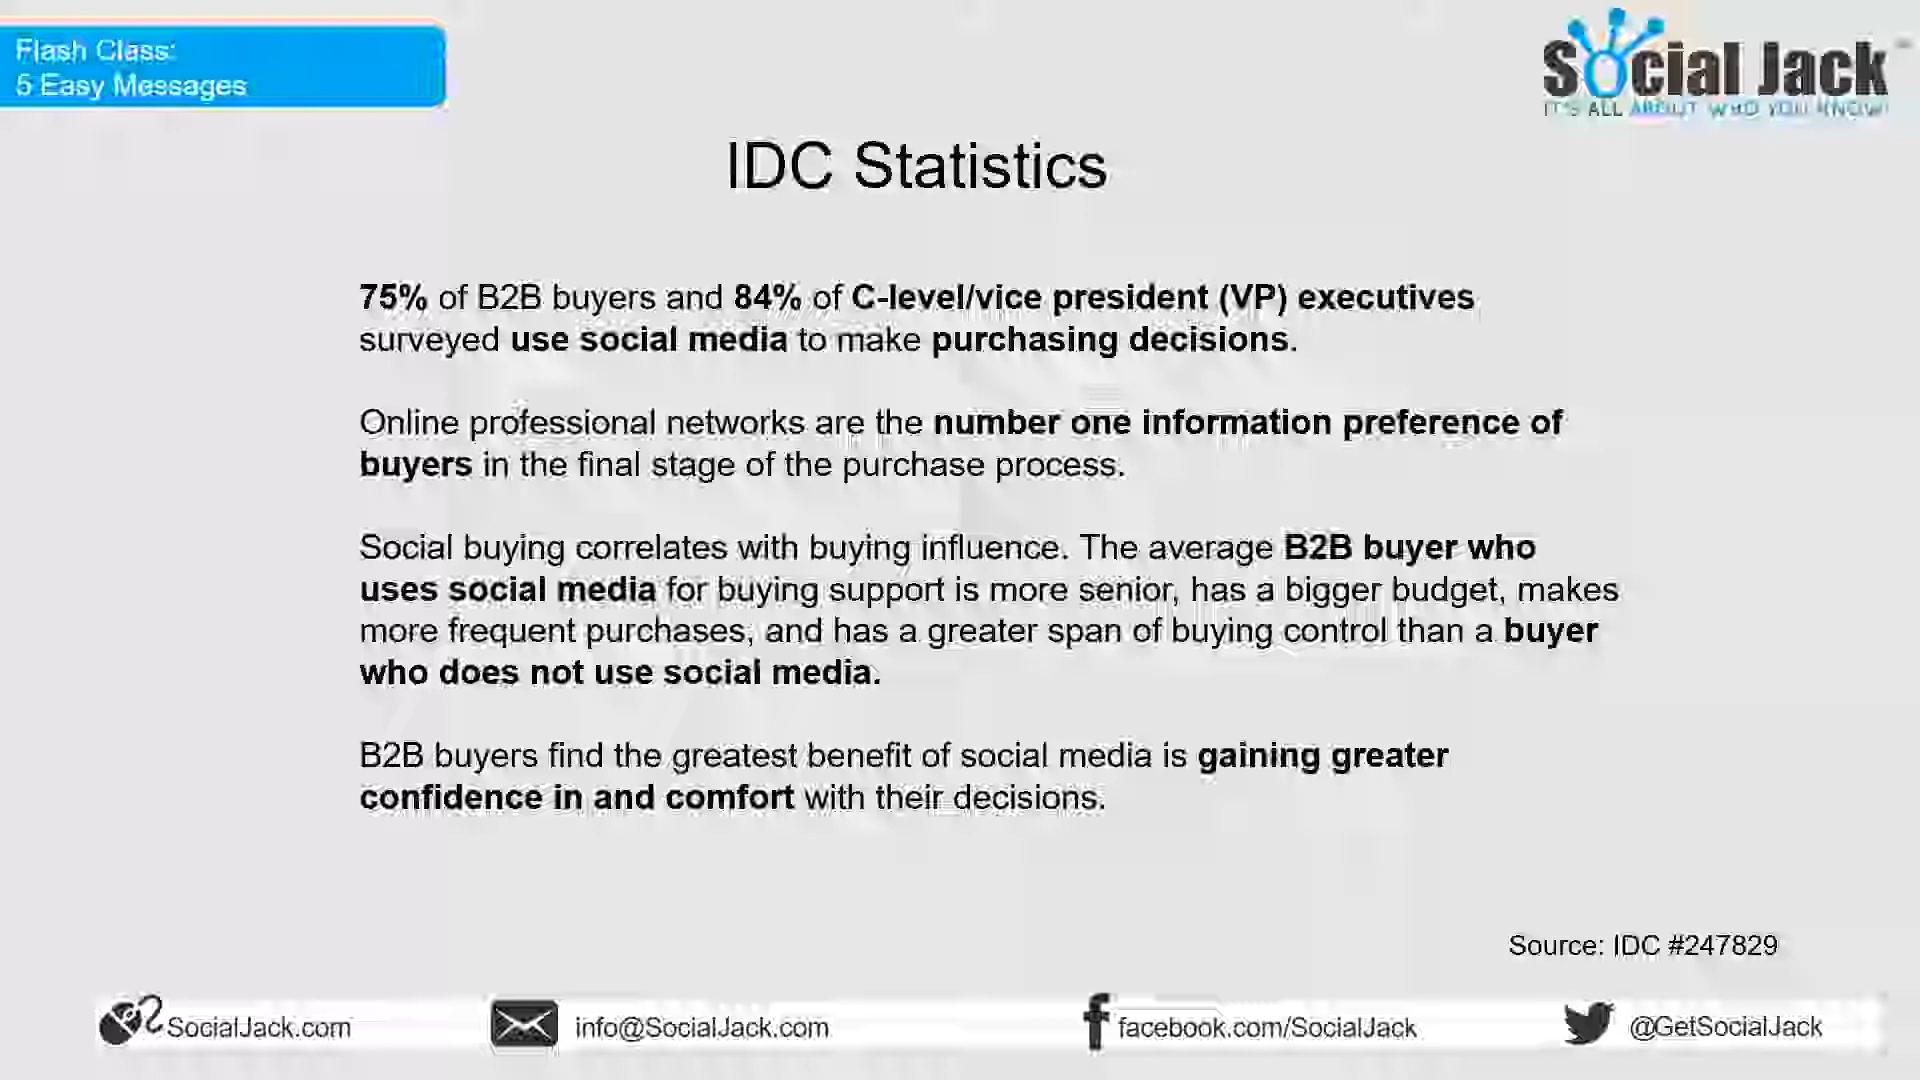 Flash Class:
5 Easy Messages
Social Jack
IT'S ALL ABOUT WHO YOU KNOW
IDC Statistics
75% of B2B buyers and 84% of C-level/vice president (VP) executives
surveyed use social media to make purchasing decisions.
Online professional networks are the number one information preference of
buyers in the final stage of the purchase process.
Social buying correlates with buying influence. The average B2B buyer who
uses social media for buying support is more senior, has a bigger budget, makes
more frequent purchases, and has a greater span of buying control than a buyer
who does not use social media.
B2B buyers find the greatest benefit of social media is gaining greater
confidence in and comfort with their decisions.
Source: IDC #247829
SocialJack.com
info@SocialJack.com
facebook.com/SocialJack
@GetSocialJack